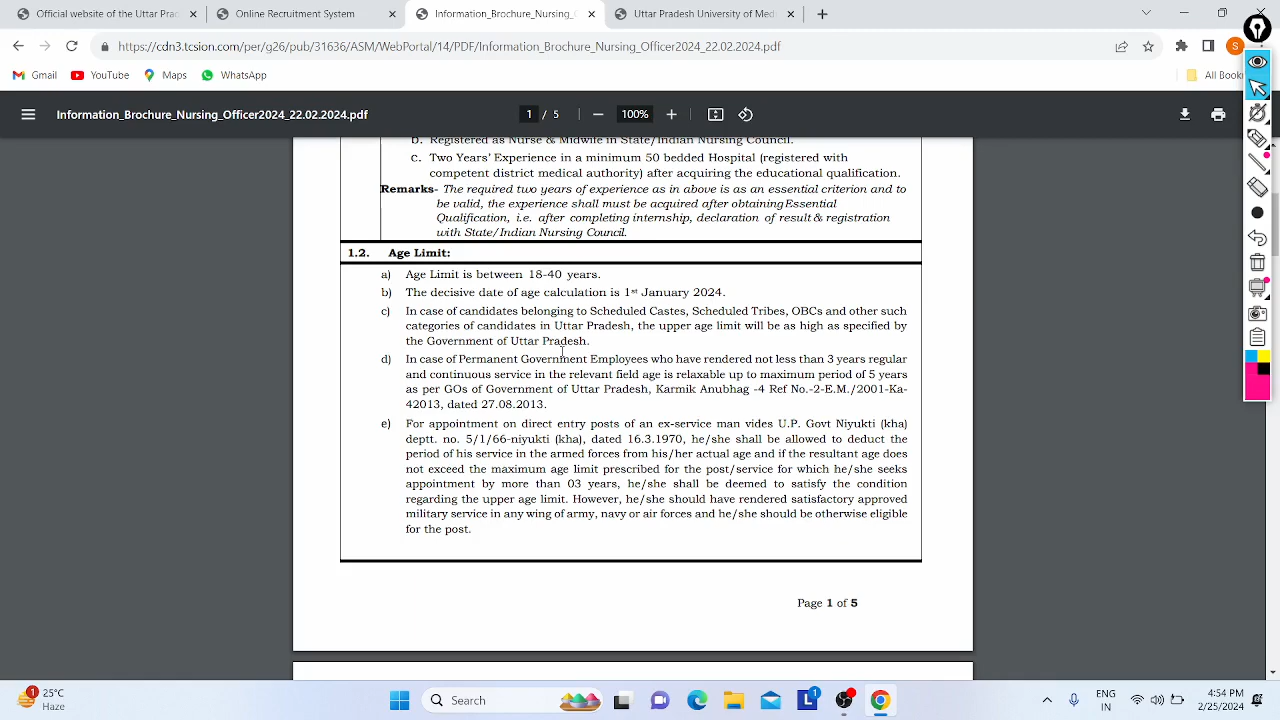 Official website of the Uttar Prac
Online Recruitment System
Information_Brochure_Nursing_C
Uttar Pradesh University of Med
https://cdn3.tcsion.com/per/g26/pub/31636/ASM/WebPortal/14/PDF/Information_Brochure_Nursing_Officer2024_22.02.2024.pdf
S
Gmail
YouTube
Maps
WhatsApp
All Book
Information_Brochure_Nursing_Officer2024_22.02.2024.pdf
1 / 5
100%
b. Registered as Nurse & Midwife in State/Indian Nursing Council.
c. Two Years' Experience in a minimum 50 bedded Hospital (registered with
competent district medical authority) after acquiring the educational qualification.
Remarks- The required two years of experience as in above is as an essential criterion and to
be valid, the experience shall must be acquired after obtaining Essential
Qualification, i.e. after completing internship, declaration of result & registration
with State/Indian Nursing Council.
1.2. Age Limit:
a) Age Limit is between 18-40 years.
b) The decisive date of age calculation is 1st January 2024.
c) In case of candidates belonging to Scheduled Castes, Scheduled Tribes, OBCs and other such
categories of candidates in Uttar Pradesh, the upper age limit will be as high as specified by
the Government of Uttar Pradesh.
d) In case of Permanent Government Employees who have rendered not less than 3 years regular
and continuous service in the relevant field age is relaxable up to maximum period of 5 years
as per GOs of Government of Uttar Pradesh, Karmik Anubhag -4 Ref No.-2-E.M./2001-Ka-
42013, dated 27.08.2013.
e) For appointment on direct entry posts of an ex-service man vides U.P. Govt Niyukti (kha)
deptt. no. 5/1/66-niyukti (kha), dated 16.3.1970, he/she shall be allowed to deduct the
period of his service in the armed forces from his/her actual age and if the resultant age does
not exceed the maximum age limit prescribed for the post/service for which he/she seeks
appointment by more than 03 years, he/she shall be deemed to satisfy the condition
regarding the upper age limit. However, he/she should have rendered satisfactory approved
military service in any wing of army, navy or air forces and he/she should be otherwise eligible
for the post.
Page 1 of 5
1
25°C
Haze
Search
L
1
ENG
IN
4:54 PM
2/25/2024